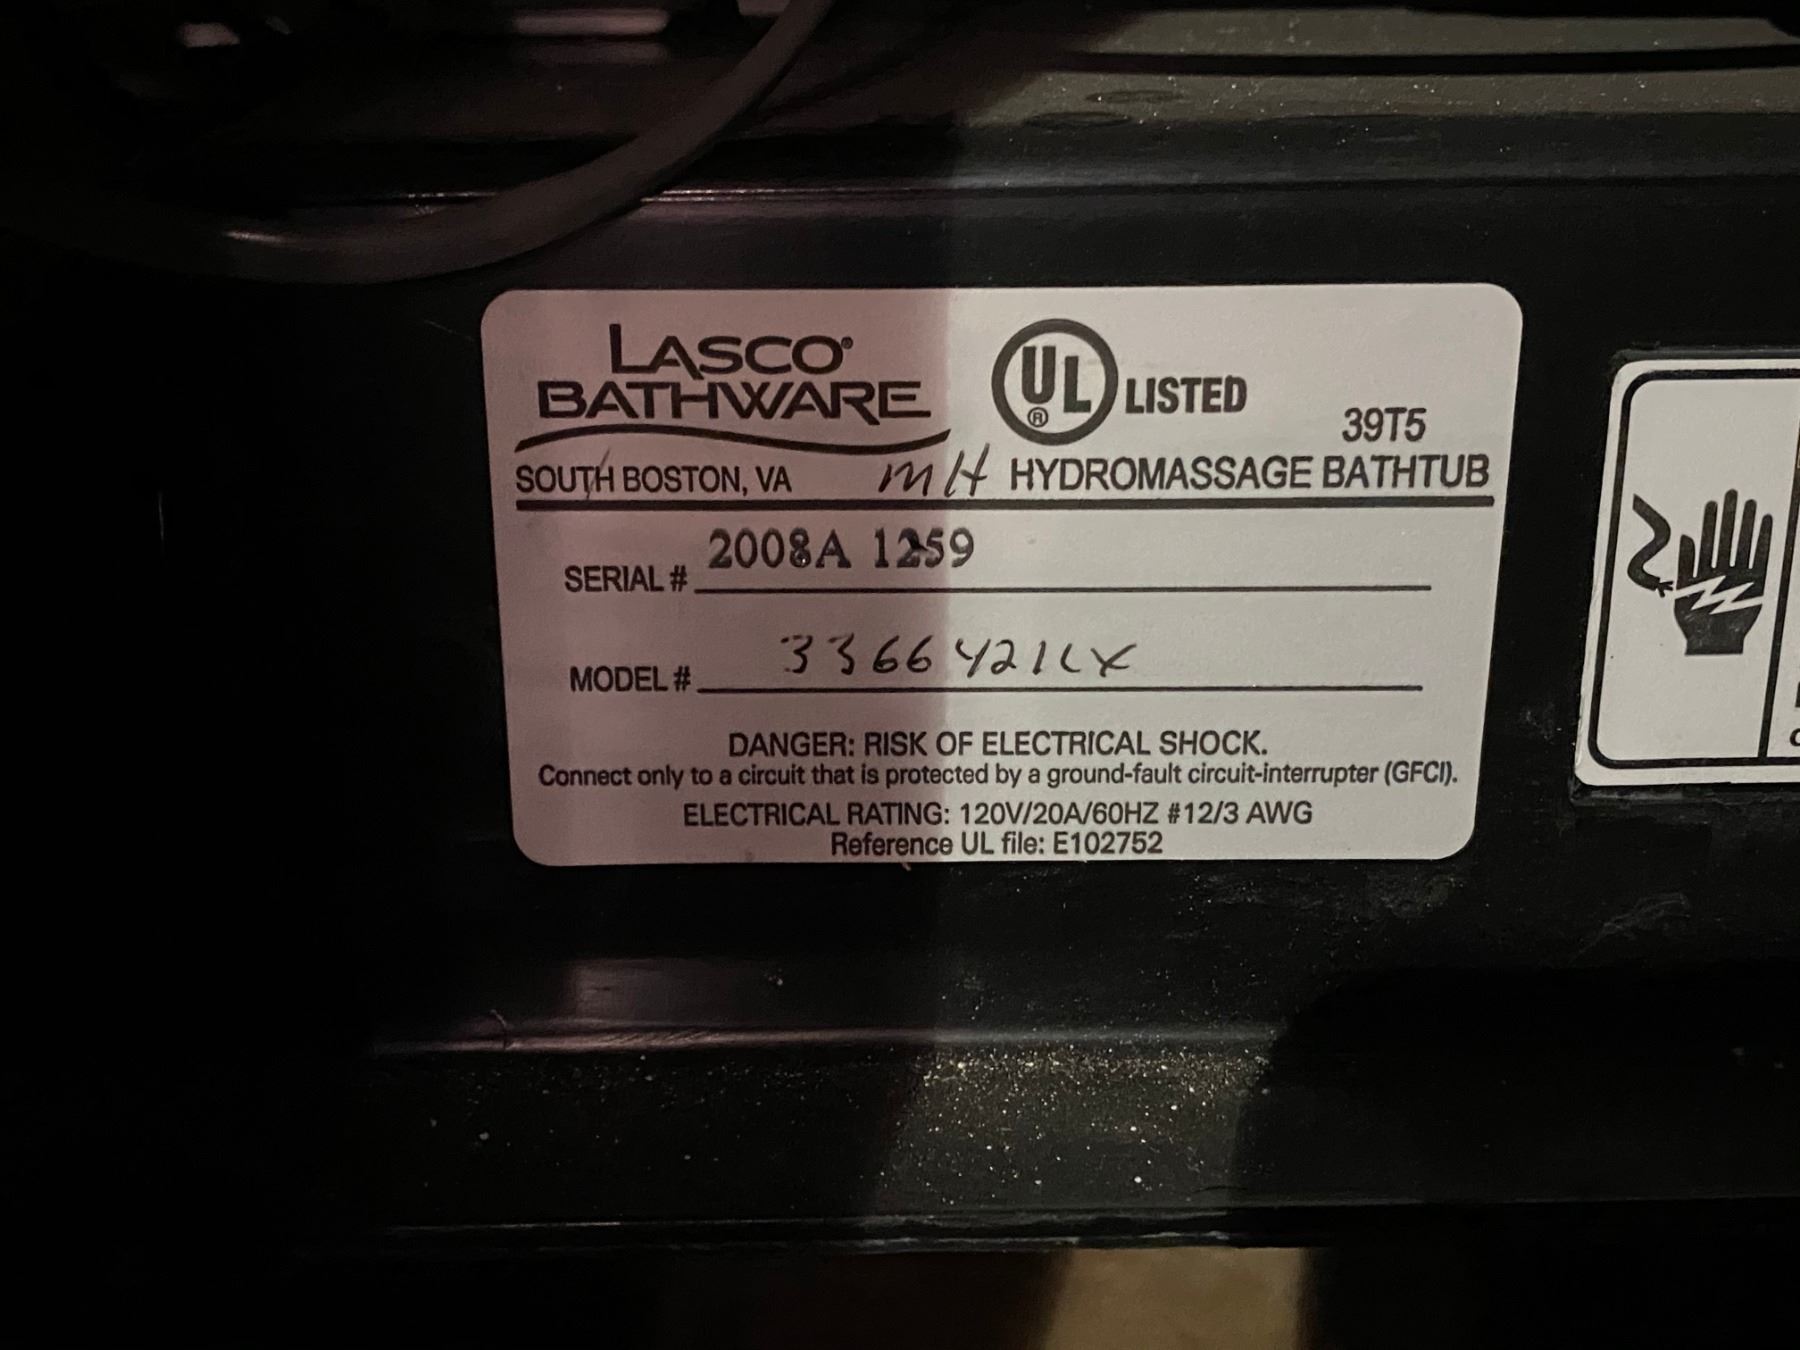 LASCO®
BATHWARE
UL® LISTED
39T5
SOUTH BOSTON, VA MH HYDROMASSAGE BATHTUB
SERIAL # 2008A 1259
MODEL # 3366421LX
DANGER: RISK OF ELECTRICAL SHOCK.
Connect only to a circuit that is protected by a ground-fault circuit-interrupter (GFCI).
ELECTRICAL RATING: 120V/20A/60HZ #12/3 AWG
Reference UL file: E102752